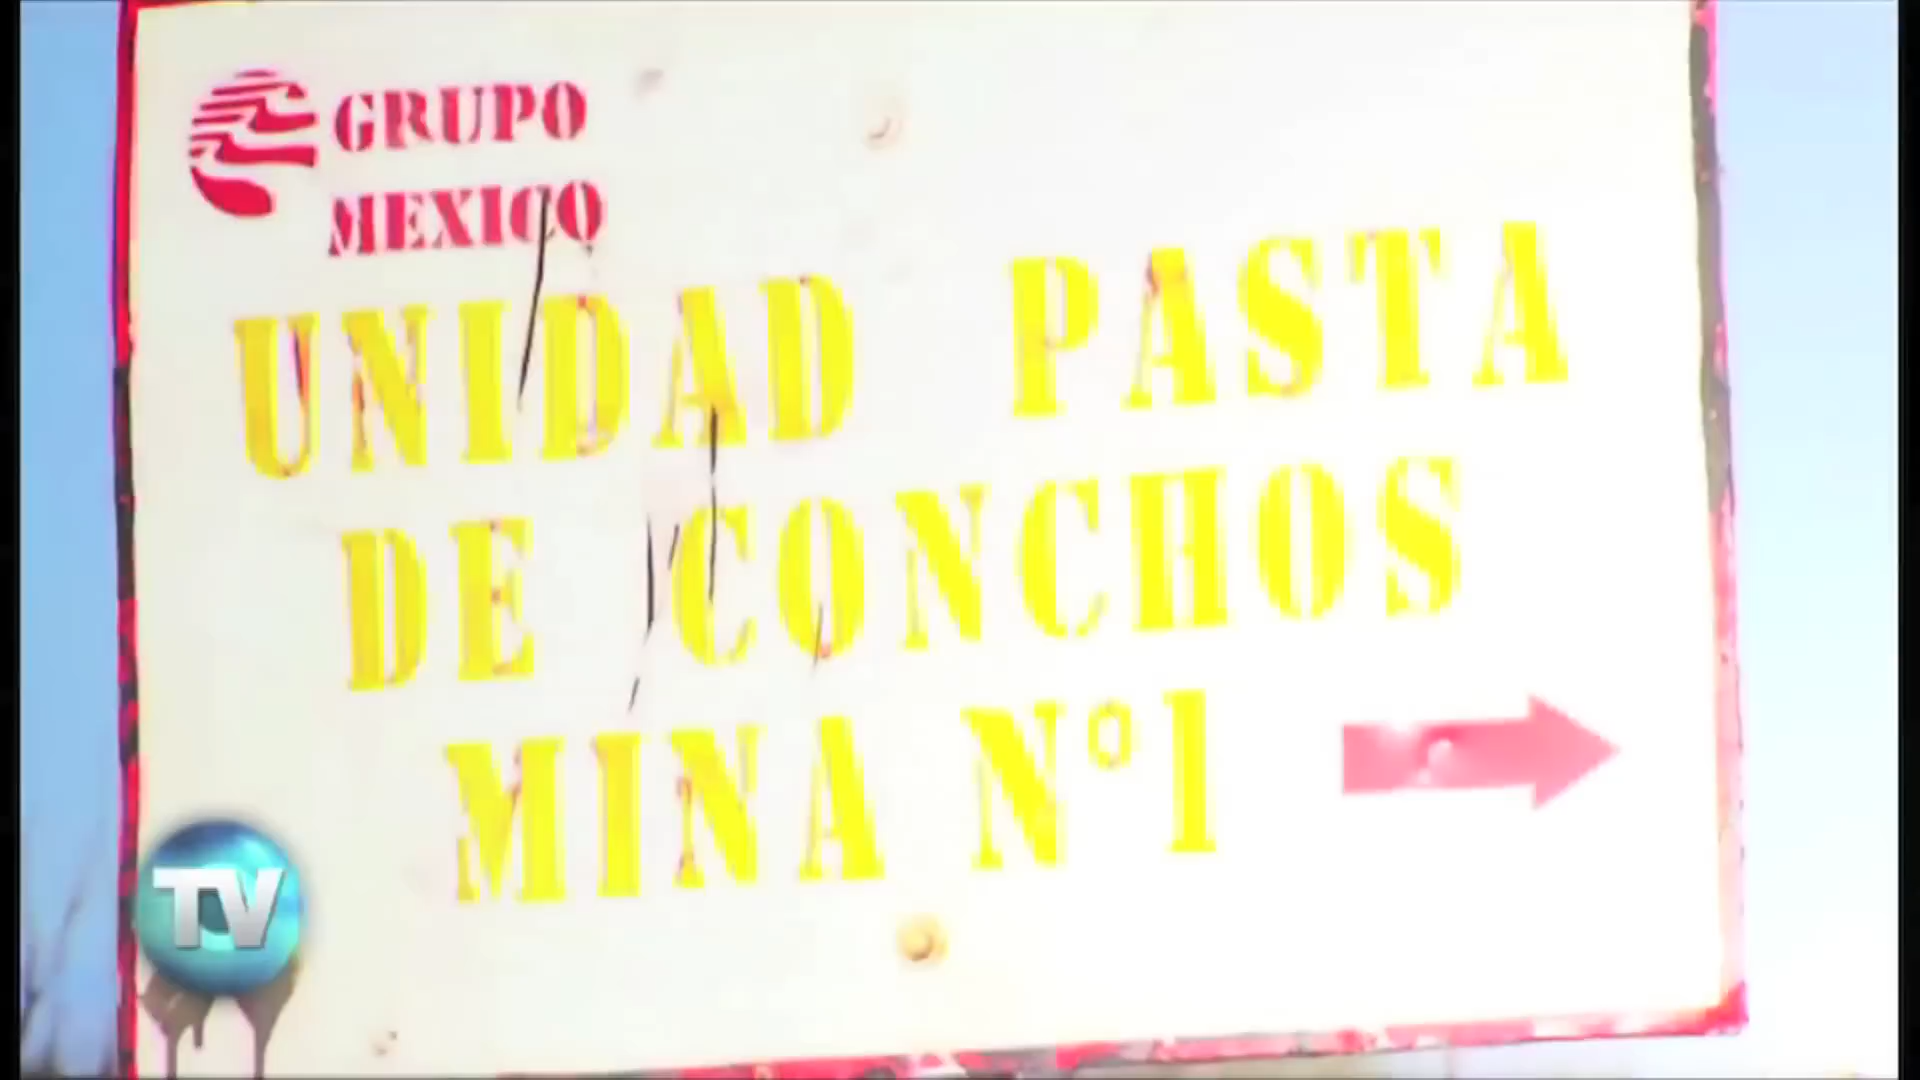 GRUPO
MEXICO
UNIDAD PASTA
DE CONCHOS
MINA N°1
TV